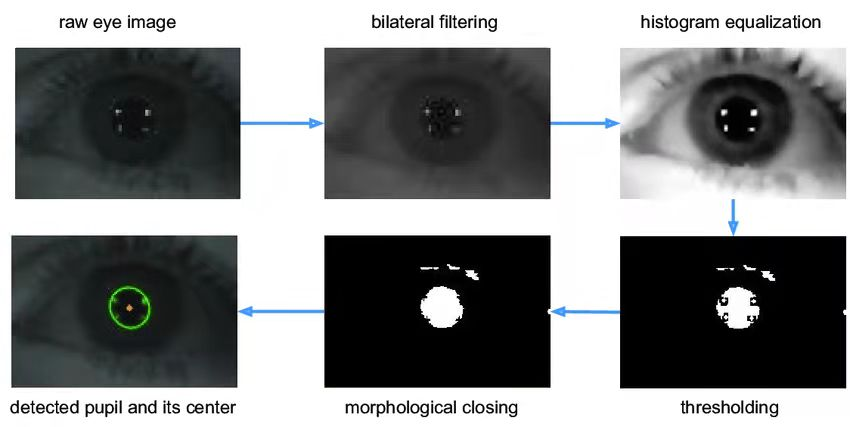 raw eye image
bilateral filtering
histogram equalization
detected pupil and its center
morphological closing
thresholding